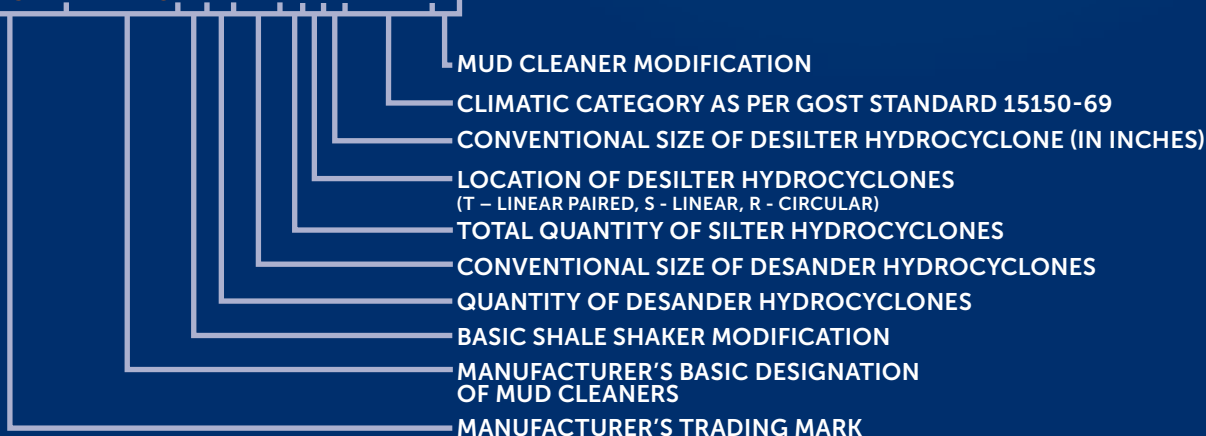 MUD CLEANER MODIFICATION
CLIMATIC CATEGORY AS PER GOST STANDARD 15150-69
CONVENTIONAL SIZE OF DESILTER HYDROCYCLONE (IN INCHES)
LOCATION OF DESILTER HYDROCYCLONES
(T – LINEAR PAIRED, S - LINEAR, R - CIRCULAR)
TOTAL QUANTITY OF SILTER HYDROCYCLONES
CONVENTIONAL SIZE OF DESANDER HYDROCYCLONES
QUANTITY OF DESANDER HYDROCYCLONES
BASIC SHALE SHAKER MODIFICATION
MANUFACTURER'S BASIC DESIGNATION
OF MUD CLEANERS
MANUFACTURER'S TRADING MARK